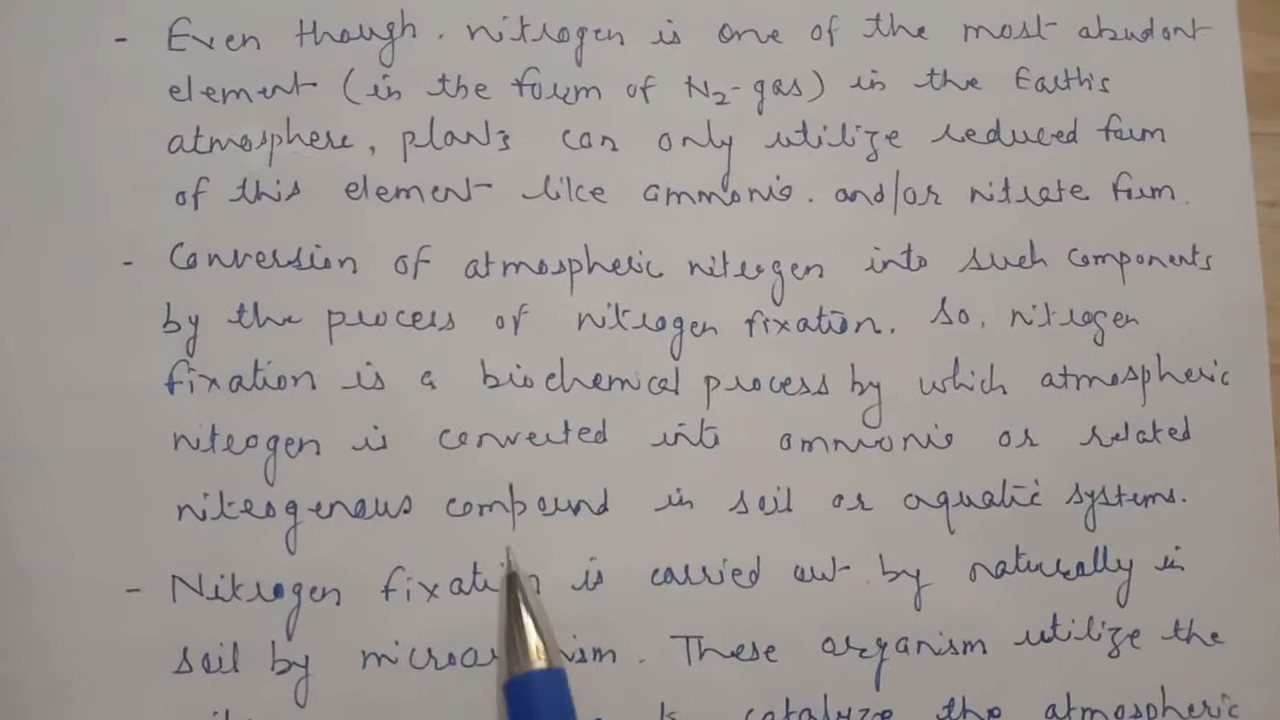 - Even though. nitrogen is one of the most abudant
element (in the form of N2-gas) in the Earth's
atmosphere, plants can only utilize reduced form
of this element like ammonia. and/or nitrate form.
- Conversion of atmospheric nitrogen into such components
by the process of nitrogen fixation. So, nitrogen
fixation is a biochemical process by which atmospheric
nitrogen is converted into ammonia or related
nitrogenous compound in soil or aquatic systems.
- Nitrogen fixation is carried out by naturally in
soil by . These organism utilize the
catalyze the atmospheric